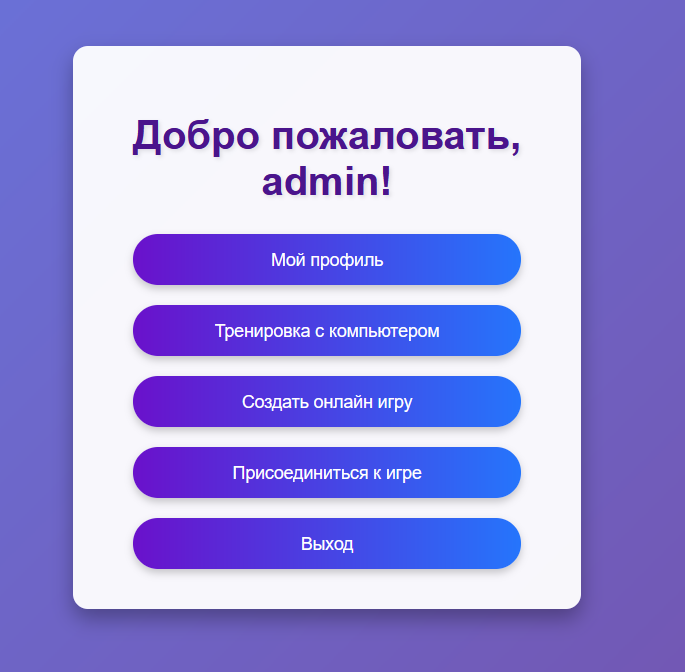 Добро пожаловать,
admin!
Мой профиль
Тренировка с компьютером
Создать онлайн игру
Присоединиться к игре
Выход